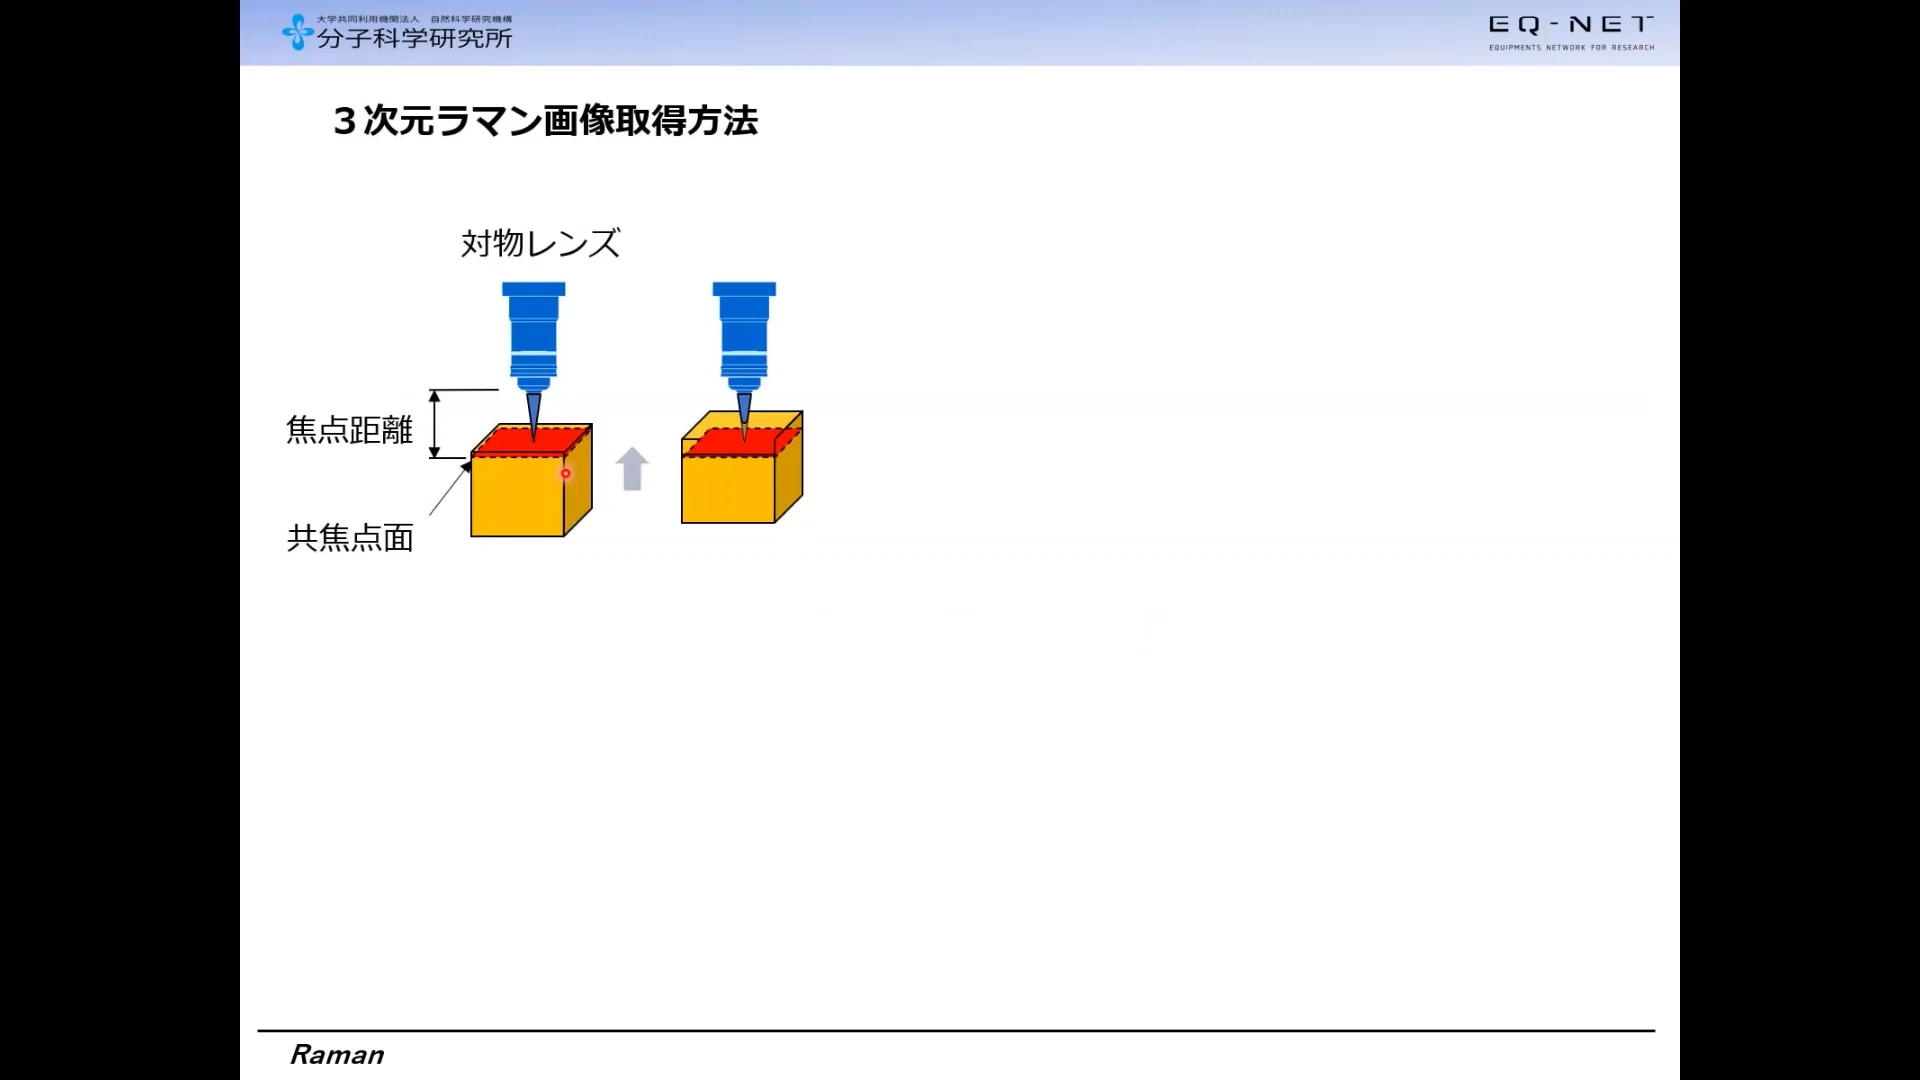 大学共同利用機関法人 自然科学研究機構
分子科学研究所
EQ-NET
EQUIPMENTS NETWORK FOR RESEARCH
３次元ラマン画像取得方法
対物レンズ
焦点距離
共焦点面
Raman